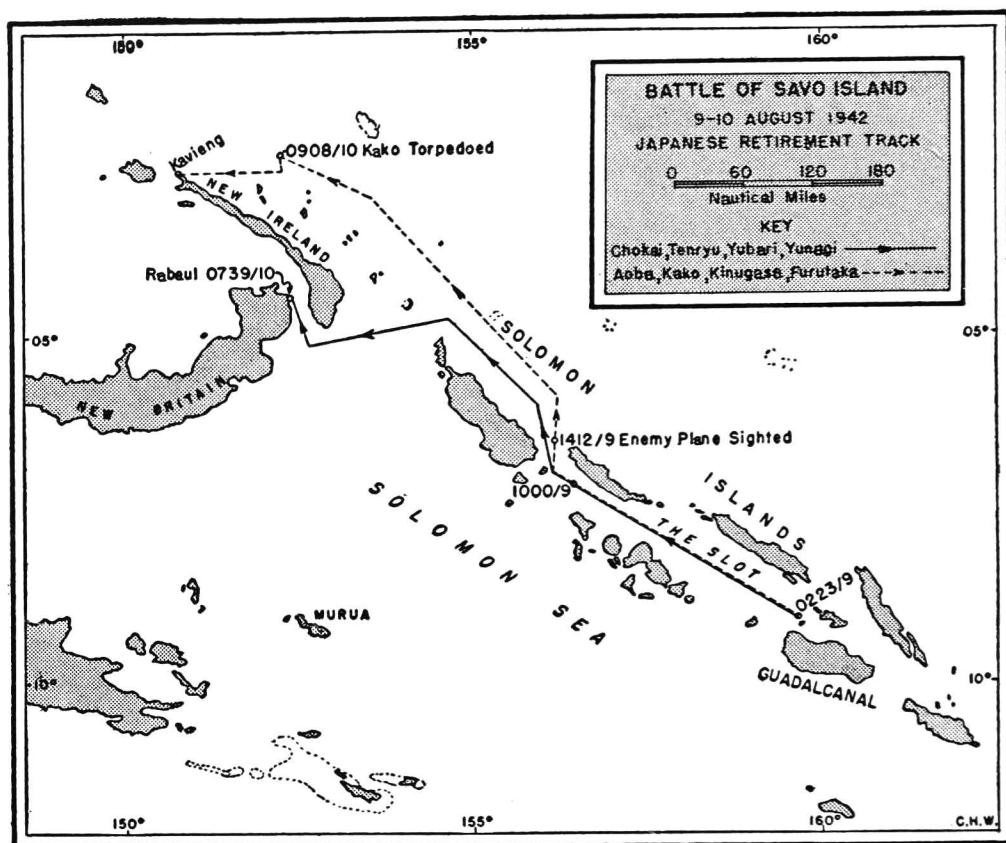 150°
155°
160°
BATTLE OF SAVO ISLAND
9-10 AUGUST 1942
JAPANESE RETIREMENT TRACK
0 60 120 180
Nautical Miles
KEY
Chokai, Tenryu, Yubari, Yunagi
Aoba, Kako, Kinugasa, Furutaka
Kavieng
0908/10 Kako Torpedoed
NEW IRELAND
Rabaul 0739/10
05°
05°
SOLOMON
NEW BRITAIN
1412/9 Enemy Plane Sighted
1000/9
ISLANDS
THE SLOT
SOLOMON
SEA
0223/9
MURUA
GUADALCANAL
10°
10°
150°
155°
160°
C.H.W.